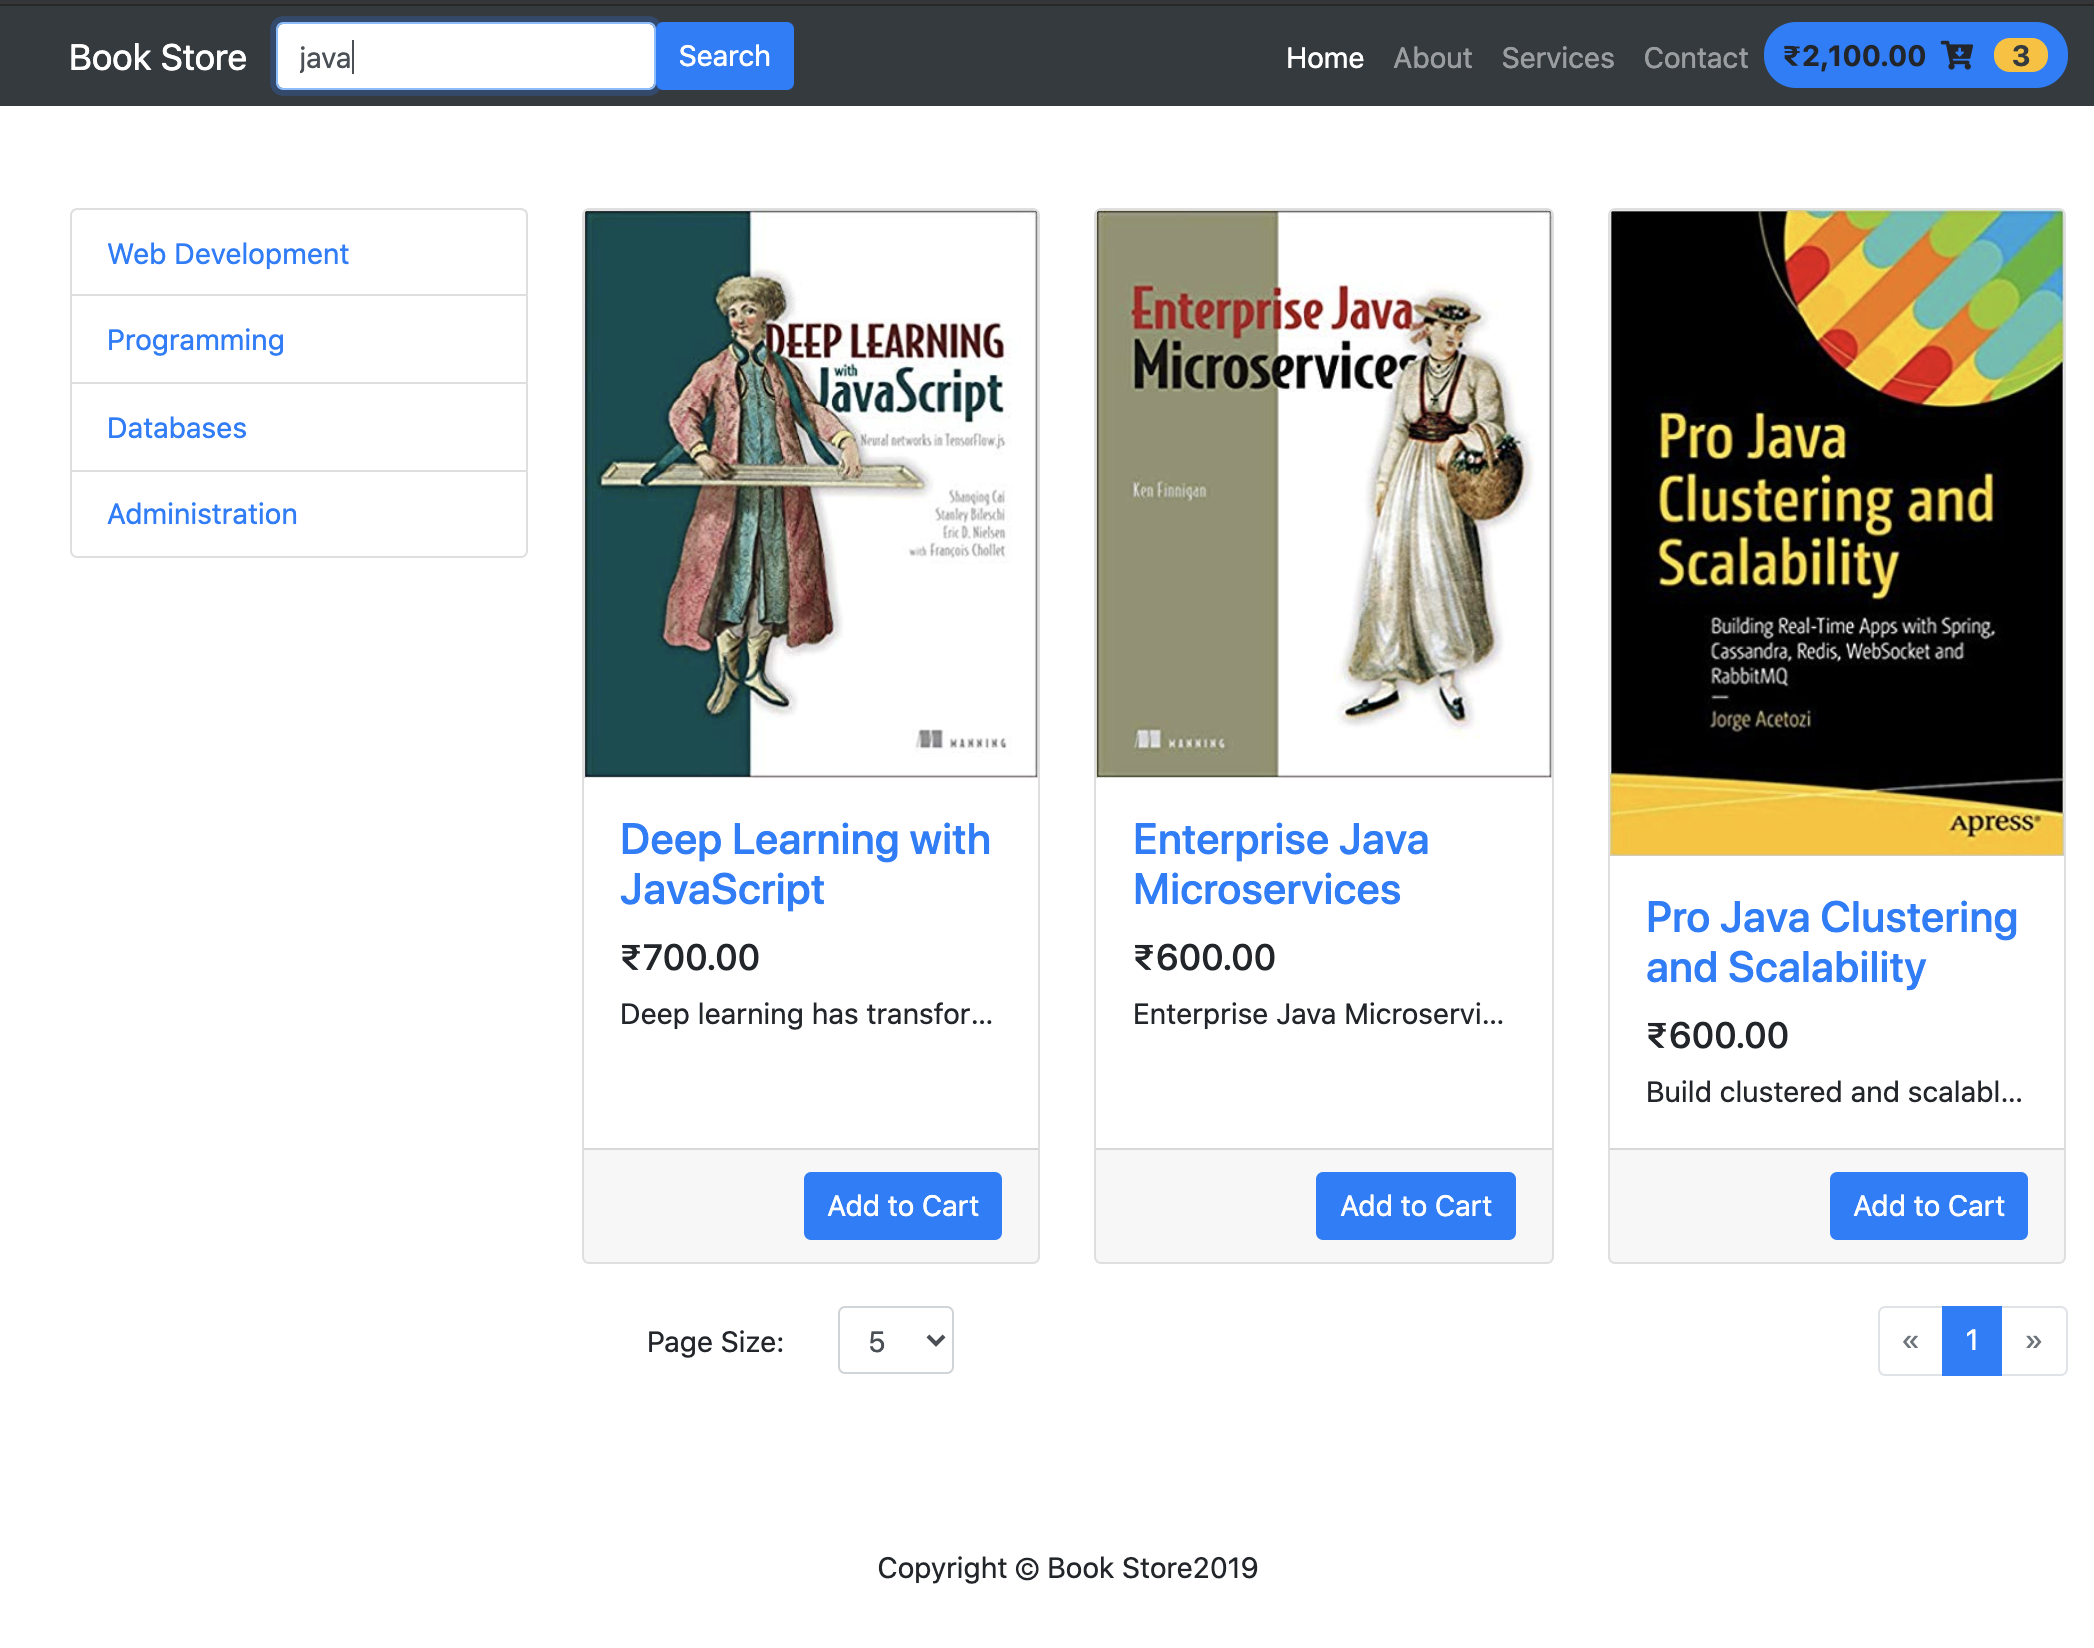 Book Store
java
Search
Home
About
Services
Contact
₹2,100.00
3
Web Development
Programming
Databases
Administration
DEEP LEARNING
with
JavaScript
Neural networks in TensorFlow.js
Shanqing Cai
Stanley Bileschi
Eric D. Nielsen
with François Chollet
MANNING
Deep Learning with
JavaScript
₹700.00
Deep learning has transfor...
Add to Cart
Enterprise Java
Microservices
Ken Finnigan
MANNING
Enterprise Java
Microservices
₹600.00
Enterprise Java Microservi...
Add to Cart
Pro Java
Clustering and
Scalability
Building Real-Time Apps with Spring,
Cassandra, Redis, WebSocket and
RabbitMQ
—
Jorge Acetozi
Apress®
Pro Java Clustering
and Scalability
₹600.00
Build clustered and scalabl...
Add to Cart
Page Size:
5
«
1
»
Copyright © Book Store2019